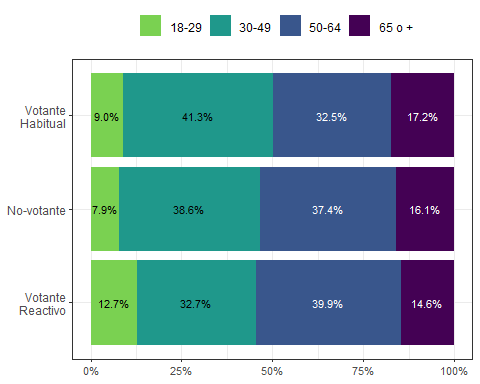 18-29 30-49 50-64 65 o +
Votante
Habitual
9.0% 41.3% 32.5% 17.2%
No-votante
7.9% 38.6% 37.4% 16.1%
Votante
Reactivo
12.7% 32.7% 39.9% 14.6%
0% 25% 50% 75% 100%